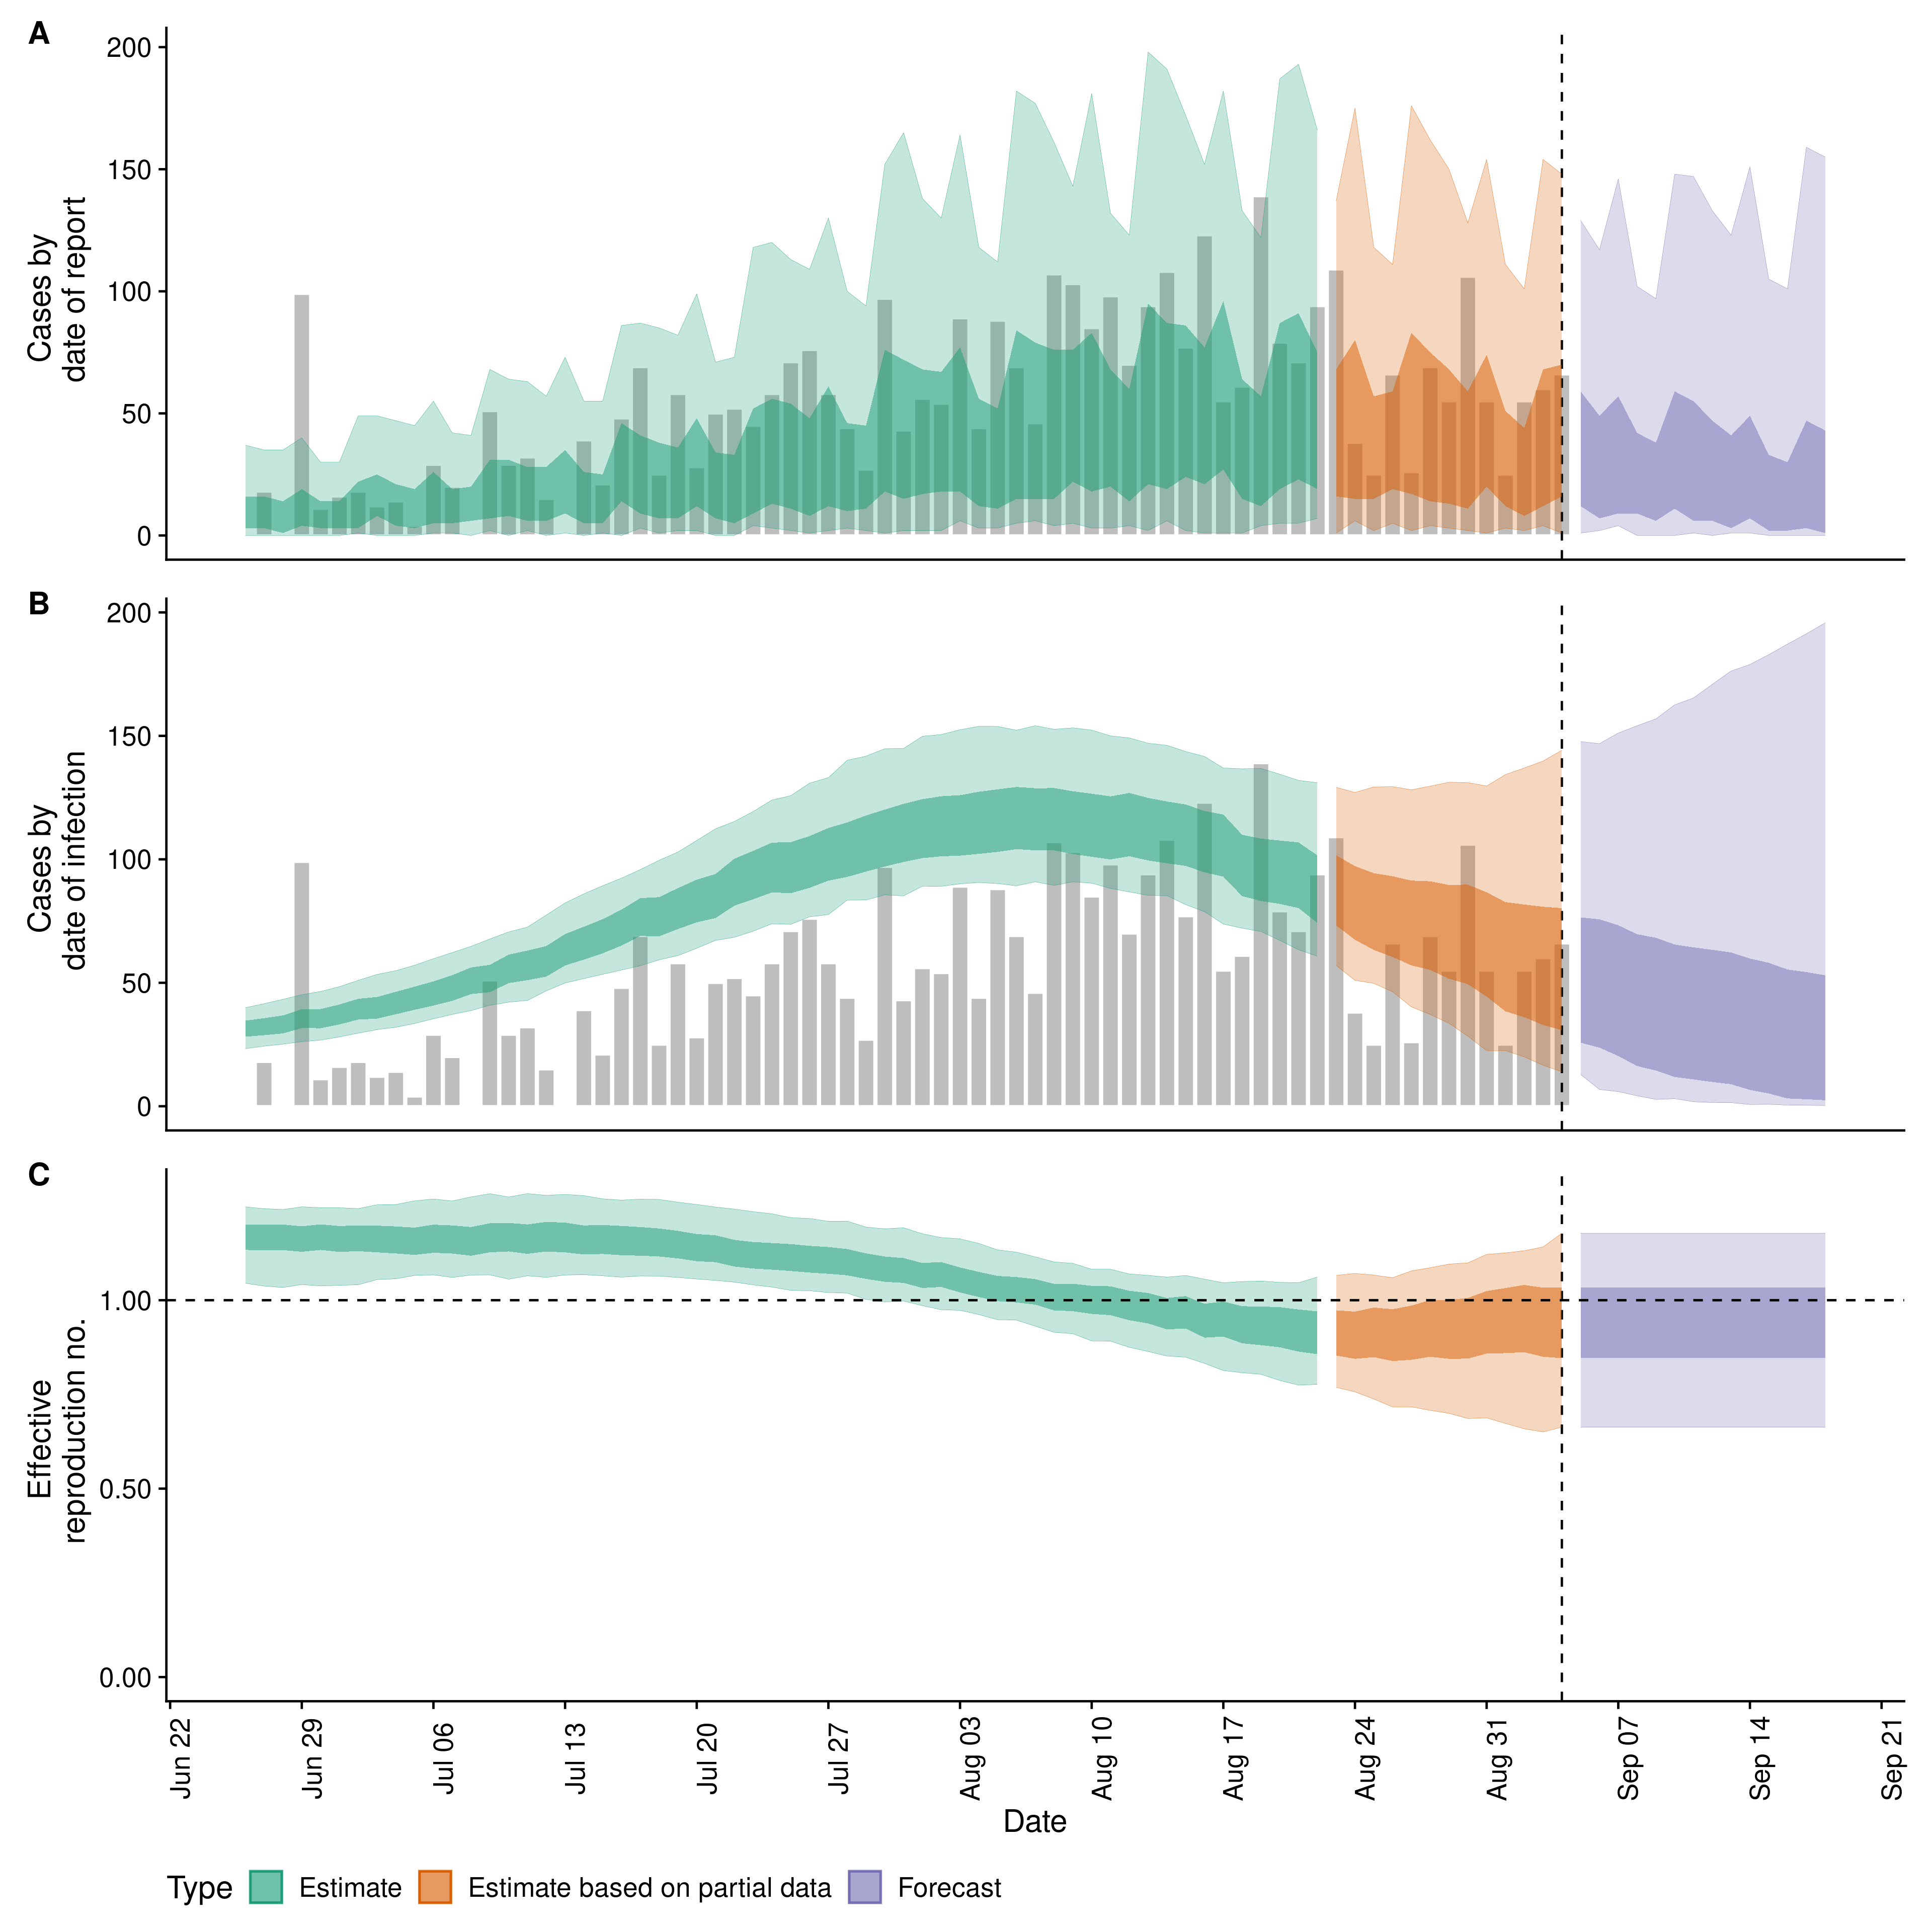 A
200
150
100
50
0
Cases by
date of report
B
200
150
100
50
0
Cases by
date of infection
C
1.00
0.50
0.00
Effective
reproduction no.
Jun 22
Jun 29
Jul 06
Jul 13
Jul 20
Jul 27
Aug 03
Aug 10
Aug 17
Aug 24
Aug 31
Sep 07
Sep 14
Sep 21
Date
Type Estimate Estimate based on partial data Forecast